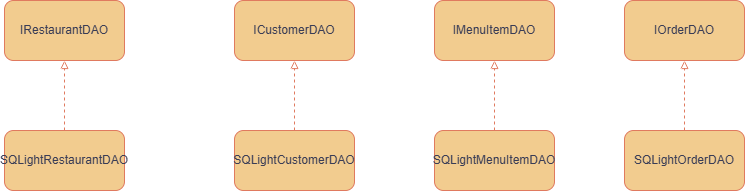 IRestaurantDAO
ICustomerDAO
IMenuItemDAO
IOrderDAO
SQLightRestaurantDAO
SQLightCustomerDAO
SQLightMenuItemDAO
SQLightOrderDAO